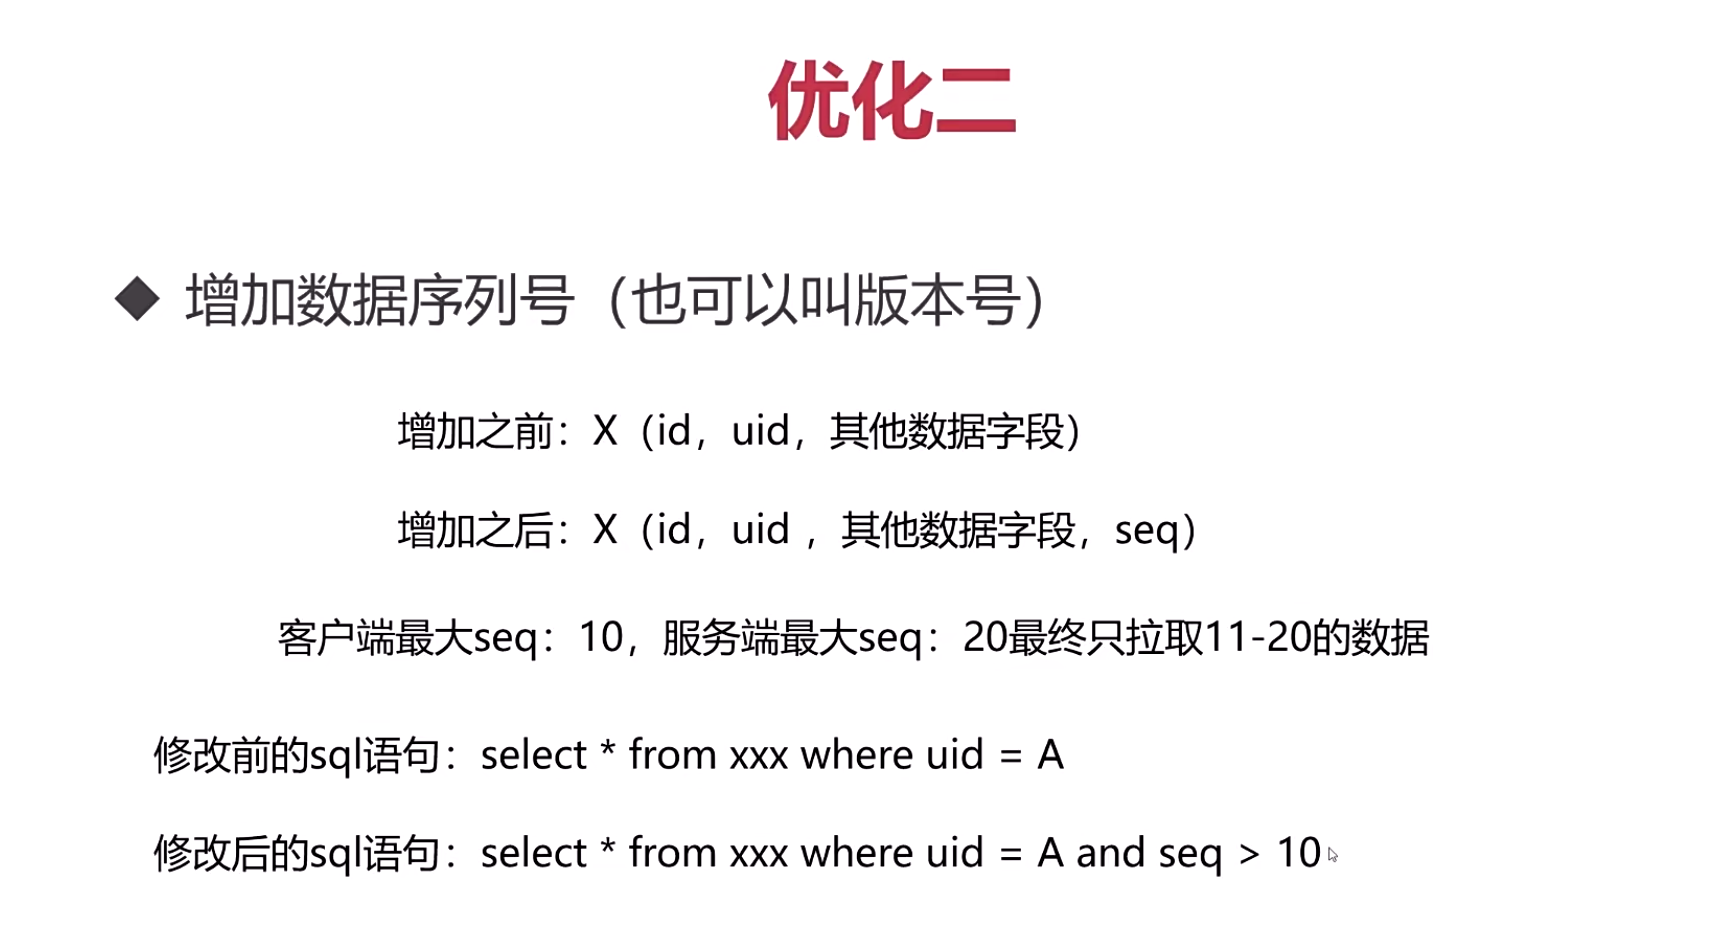 优化二
增加数据序列号（也可以叫版本号）
增加之前：X（id，uid，其他数据字段）
增加之后：X（id，uid ，其他数据字段，seq）
客户端最大seq：10，服务端最大seq：20最终只拉取11-20的数据
修改前的sql语句：select * from xxx where uid = A
修改后的sql语句：select * from xxx where uid = A and seq > 10